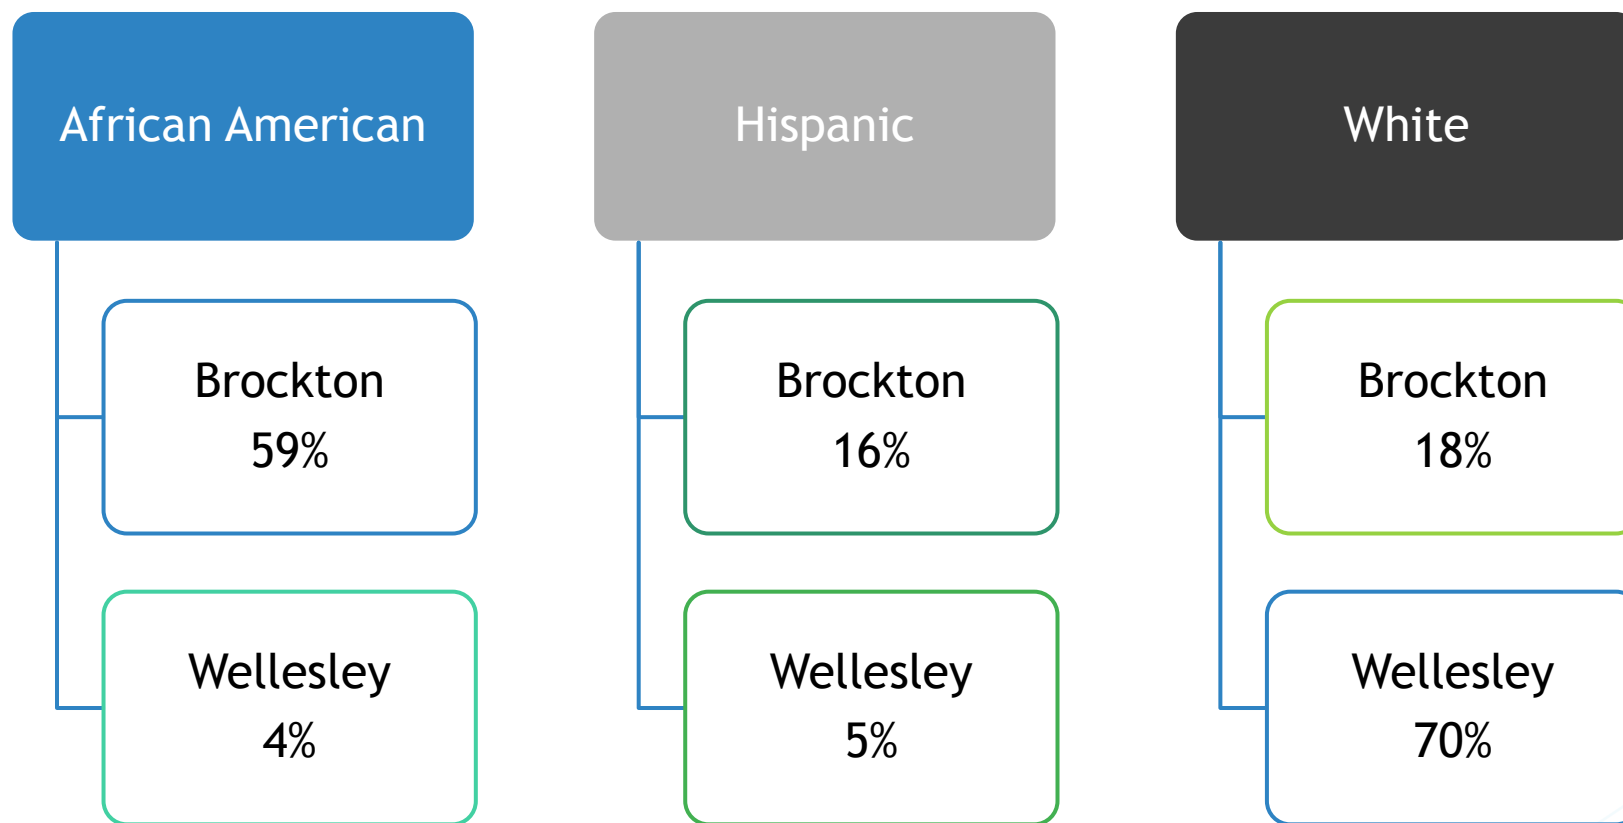 African American
Brockton
59%
Wellesley
4%
Hispanic
Brockton
16%
Wellesley
5%
White
Brockton
18%
Wellesley
70%